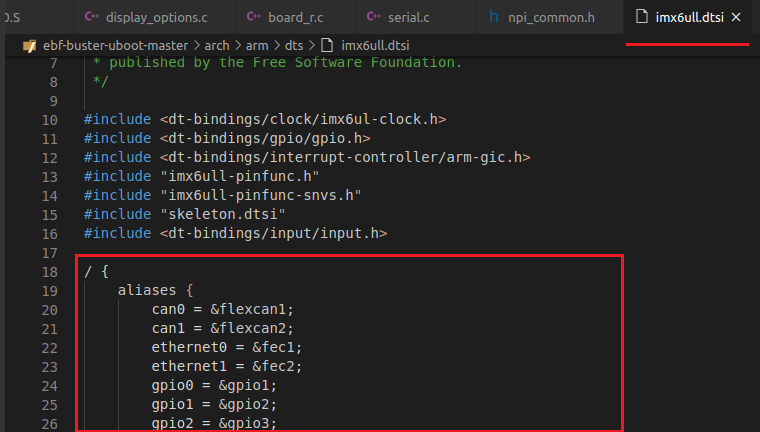 0.S display_options.c board_r.c serial.c npi_common.h imx6ull.dtsi
ebf-buster-uboot-master > arch > arm > dts > imx6ull.dtsi
7 * published by the Free Software Foundation.
8 */
9
10 #include <dt-bindings/clock/imx6ul-clock.h>
11 #include <dt-bindings/gpio/gpio.h>
12 #include <dt-bindings/interrupt-controller/arm-gic.h>
13 #include "imx6ull-pinfunc.h"
14 #include "imx6ull-pinfunc-snvs.h"
15 #include "skeleton.dtsi"
16 #include <dt-bindings/input/input.h>
17
18 / {
19 aliases {
20 can0 = &flexcan1;
21 can1 = &flexcan2;
22 ethernet0 = &fec1;
23 ethernet1 = &fec2;
24 gpio0 = &gpio1;
25 gpio1 = &gpio2;
26 gpio2 = &gpio3;